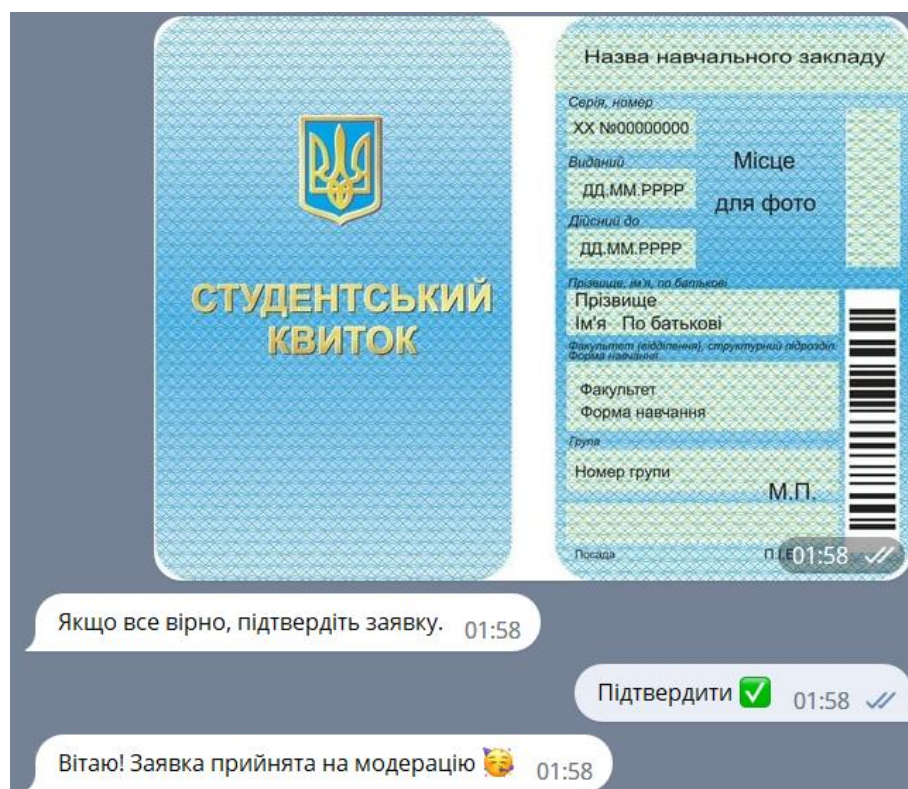 СТУДЕНТСЬКИЙ
КВИТОК
Назва навчального закладу
Серія, номер
ХХ №00000000
Виданий
ДД.ММ.РРРР
Дійсний до
ДД.ММ.РРРР
Місце
для фото
Прізвище, ім'я, по батькові
Прізвище
Ім'я По батькові
Факультет (відділення), структурний підрозділ
Форма навчання
Факультет
Форма навчання
Група
Номер групи
М.П.
Посада
01:58
Якщо все вірно, підтвердіть заявку. 01:58
Підтвердити ✅ 01:58
Вітаю! Заявка прийнята на модерацію 🥳 01:58